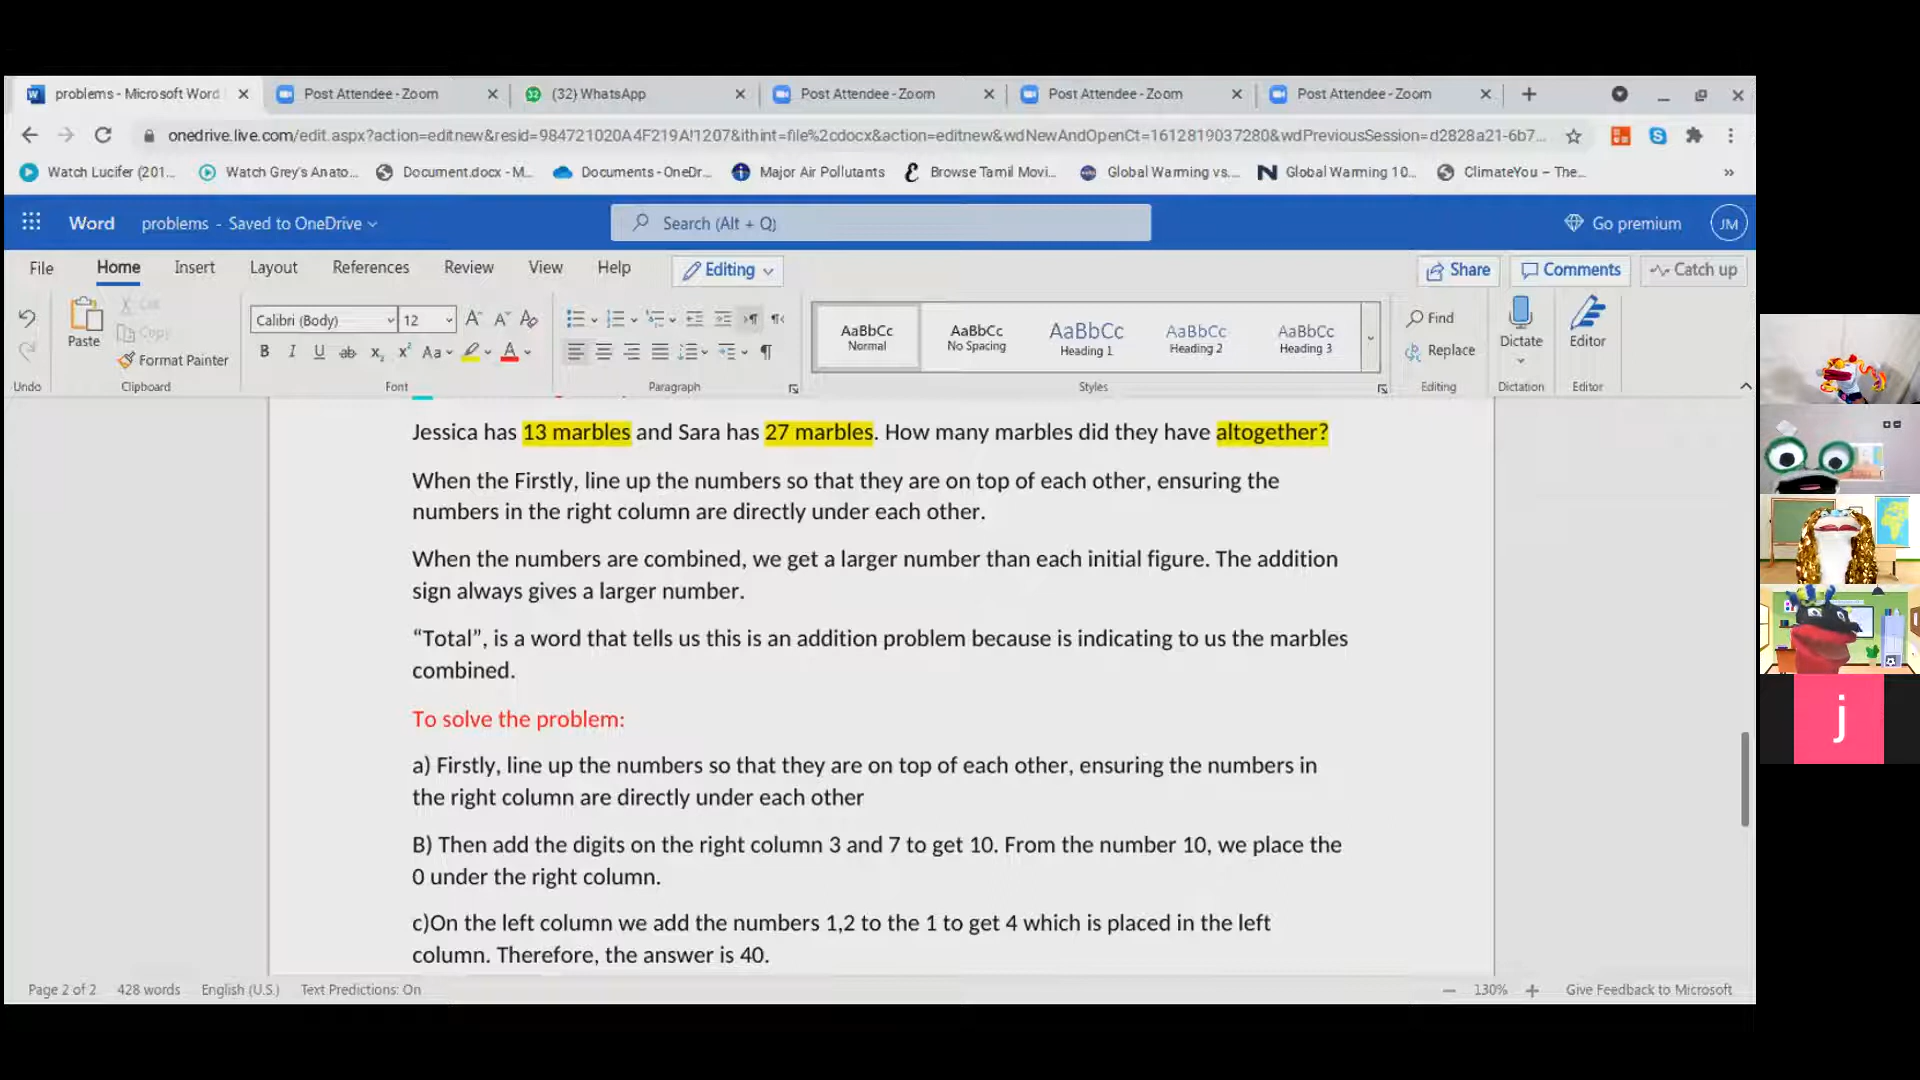 problems - Microsoft Word
Post Attendee - Zoom
(32) WhatsApp
Post Attendee - Zoom
Post Attendee - Zoom
Post Attendee - Zoom
onedrive.live.com/edit.aspx?action=editnew&resid=984721020A4F219A!1207&ithint=file%2cdocx&action=editnew&wdNewAndOpenCt=1612819037280&wdPreviousSession=d2828a21-6b7...
Watch Lucifer (201...
Watch Grey's Anato...
Document.docx - M...
Documents - OneDr...
Major Air Pollutants
Browse Tamil Movi...
Global Warming vs....
Global Warming 10...
ClimateYou – The...
»
Word
problems - Saved to OneDrive
Search (Alt + Q)
Go premium
JM
File
Home
Insert
Layout
References
Review
View
Help
Editing
Share
Comments
Catch up
Paste
Cut
Copy
Format Painter
Calibri (Body)
12
AaBbCc
Normal
AaBbCc
No Spacing
AaBbCc
Heading 1
AaBbCc
Heading 2
AaBbCc
Heading 3
Find
Replace
Dictate
Editor
Undo
Clipboard
Font
Paragraph
Styles
Editing
Dictation
Editor
Jessica has 13 marbles and Sara has 27 marbles. How many marbles did they have altogether?
When the Firstly, line up the numbers so that they are on top of each other, ensuring the
numbers in the right column are directly under each other.
When the numbers are combined, we get a larger number than each initial figure. The addition
sign always gives a larger number.
“Total”, is a word that tells us this is an addition problem because is indicating to us the marbles
combined.
To solve the problem:
a) Firstly, line up the numbers so that they are on top of each other, ensuring the numbers in
the right column are directly under each other
B) Then add the digits on the right column 3 and 7 to get 10. From the number 10, we place the
0 under the right column.
c)On the left column we add the numbers 1,2 to the 1 to get 4 which is placed in the left
column. Therefore, the answer is 40.
Page 2 of 2
428 words
English (U.S.)
Text Predictions: On
130%
Give Feedback to Microsoft
j